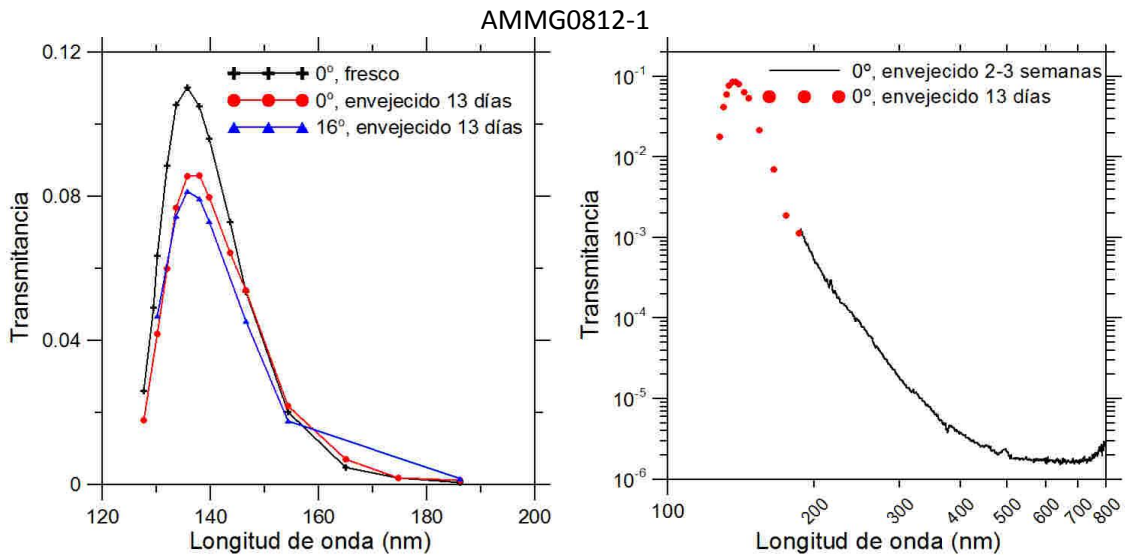 AMMG0812-1
0.12
0.08
0.04
0
Transmitancia
0º, fresco
0º, envejecido 13 días
16º, envejecido 13 días
120 140 160 180 200
Longitud de onda (nm)
10⁻¹
10⁻²
10⁻³
10⁻⁴
10⁻⁵
10⁻⁶
Transmitancia
0º, envejecido 2-3 semanas
0º, envejecido 13 días
100 200 300 400 500 600 700 800
Longitud de onda (nm)